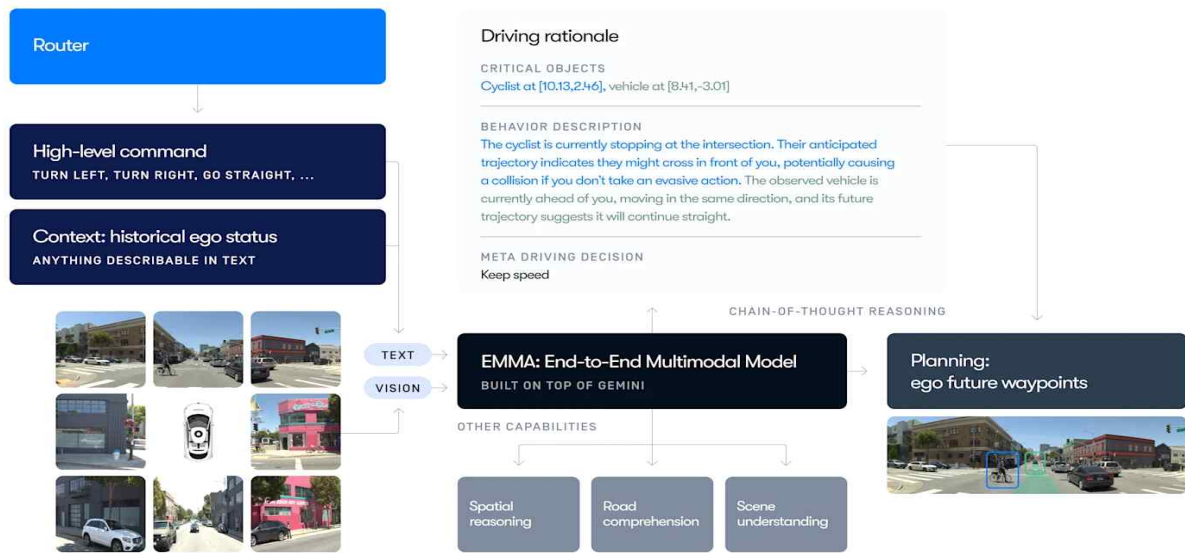 Router
High-level command
TURN LEFT, TURN RIGHT, GO STRAIGHT, ...
Context: historical ego status
ANYTHING DESCRIBABLE IN TEXT
TEXT
VISION
Driving rationale
CRITICAL OBJECTS
Cyclist at [10.13,2.46], vehicle at [8.41,-3.01]
BEHAVIOR DESCRIPTION
The cyclist is currently stopping at the intersection. Their anticipated
trajectory indicates they might cross in front of you, potentially causing
a collision if you don't take an evasive action. The observed vehicle is
currently ahead of you, moving in the same direction, and its future
trajectory suggests it will continue straight.
META DRIVING DECISION
Keep speed
CHAIN-OF-THOUGHT REASONING
EMMA: End-to-End Multimodal Model
BUILT ON TOP OF GEMINI
OTHER CAPABILITIES
Spatial
reasoning
Road
comprehension
Scene
understanding
Planning:
ego future waypoints